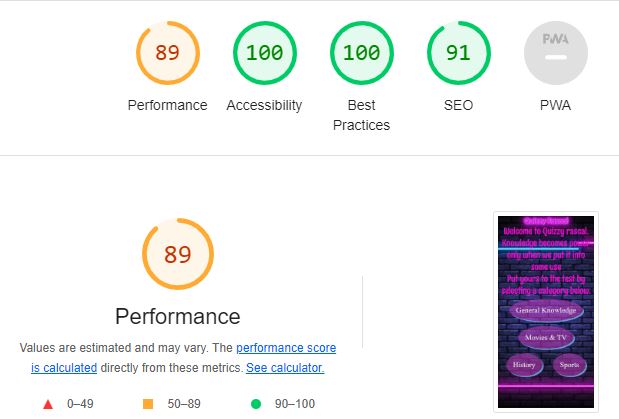 89
100
100
91
PWA
Performance
Accessibility
Best
Practices
SEO
PWA
89
Performance
Values are estimated and may vary. The performance score
is calculated directly from these metrics. See calculator.
0–49
50–89
90–100
Quizzy Rascal
Welcome to Quizzy rascal.
Knowledge becomes power
only when we put it into
some use
Put yours to the test by
selecting a category below.
General Knowledge
Movies & TV
History
Sports